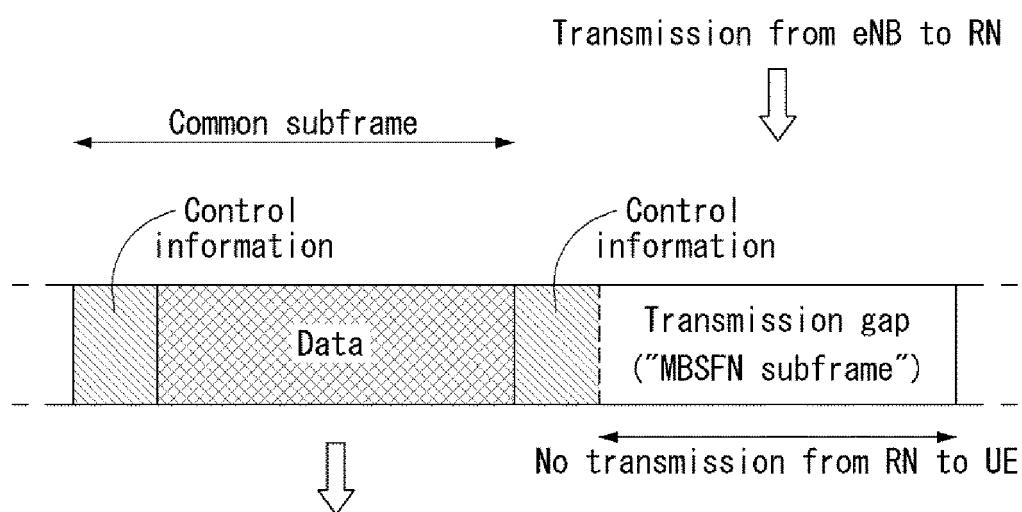 Transmission from eNB to RN
Common subframe
Control
information
Control
information
Data
Transmission gap
("MBSFN subframe")
No transmission from RN to UE